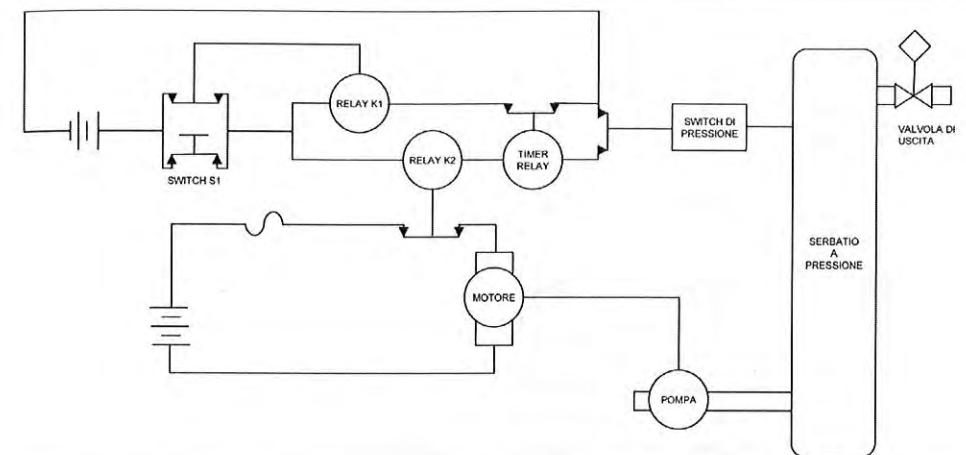 RELAY K1
SWITCH S1
RELAY K2
TIMER
RELAY
SWITCH DI
PRESSIONE
VALVOLA DI
USCITA
SERBATIO
A
PRESSIONE
MOTORE
POMPA